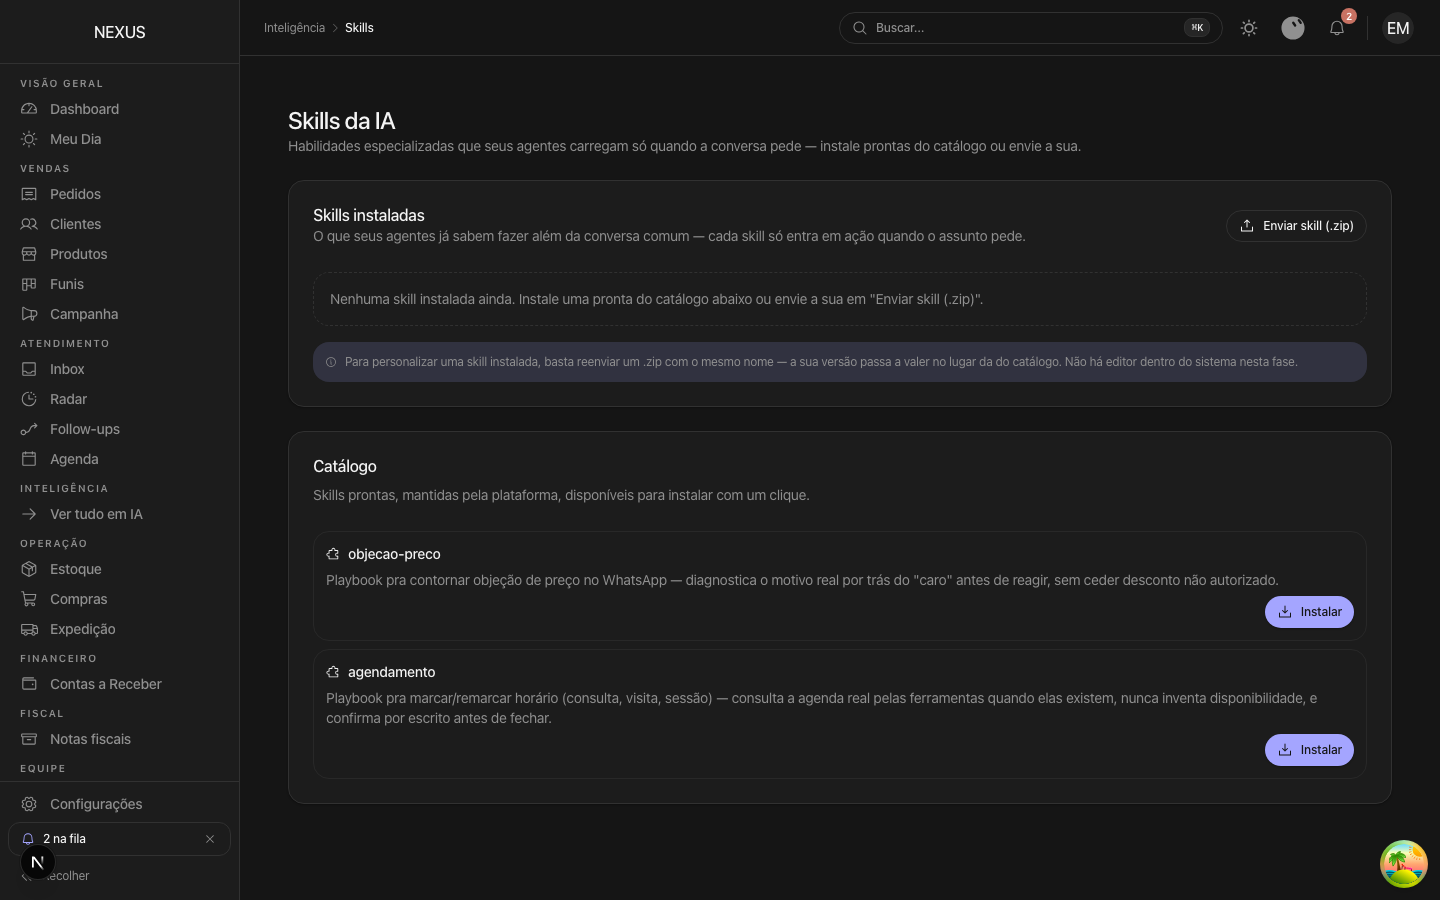 NEXUS
Inteligência > Skills
Buscar...
⌘K
2
EM
VISÃO GERAL
Dashboard
Meu Dia
VENDAS
Pedidos
Clientes
Produtos
Funis
Campanha
ATENDIMENTO
Inbox
Radar
Follow-ups
Agenda
INTELIGÊNCIA
Ver tudo em IA
OPERAÇÃO
Estoque
Compras
Expedição
FINANCEIRO
Contas a Receber
FISCAL
Notas fiscais
EQUIPE
Configurações
2 na fila
N
Skills da IA
Habilidades especializadas que seus agentes carregam só quando a conversa pede — instale prontas do catálogo ou envie a sua.
Skills instaladas
O que seus agentes já sabem fazer além da conversa comum — cada skill só entra em ação quando o assunto pede.
Enviar skill (.zip)
Nenhuma skill instalada ainda. Instale uma pronta do catálogo abaixo ou envie a sua em "Enviar skill (.zip)".
Para personalizar uma skill instalada, basta reenviar um .zip com o mesmo nome — a sua versão passa a valer no lugar da do catálogo. Não há editor dentro do sistema nesta fase.
Catálogo
Skills prontas, mantidas pela plataforma, disponíveis para instalar com um clique.
objecao-preco
Playbook pra contornar objeção de preço no WhatsApp — diagnostica o motivo real por trás do "caro" antes de reagir, sem ceder desconto não autorizado.
Instalar
agendamento
Playbook pra marcar/remarcar horário (consulta, visita, sessão) — consulta a agenda real pelas ferramentas quando elas existem, nunca inventa disponibilidade, e
confirma por escrito antes de fechar.
Instalar